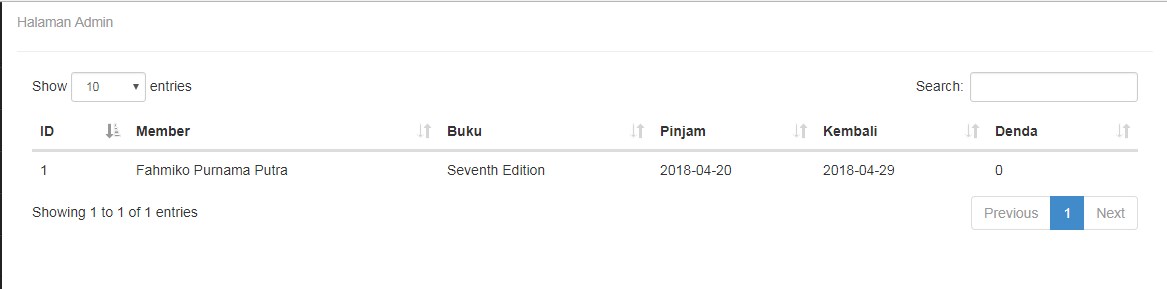 Halaman Admin
Show 10 entries Search:
ID Member Buku Pinjam Kembali Denda
1 Fahmiko Purnama Putra Seventh Edition 2018-04-20 2018-04-29 0
Showing 1 to 1 of 1 entries Previous 1 Next